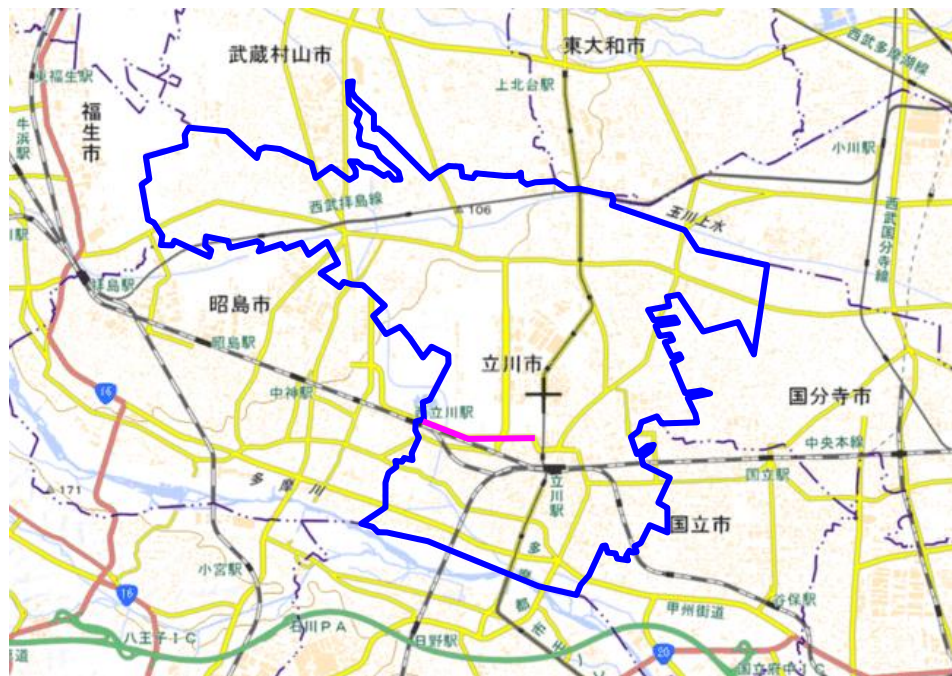 武蔵村山市
東大和市
西武多摩湖線
上北台駅
東福生駅
福生市
牛浜駅
小川駅
西武拝島線
106
玉川上水
西武国分寺線
拝島駅
昭島市
昭島駅
立川市
中神駅
16
西立川駅
国分寺市
中央本線
国立駅
171
多摩川
立川駅
国立市
小宮駅
多摩都市モ
16
甲州街道
谷保駅
八王子IC
石川PA
日野駅
20
国立府中IC